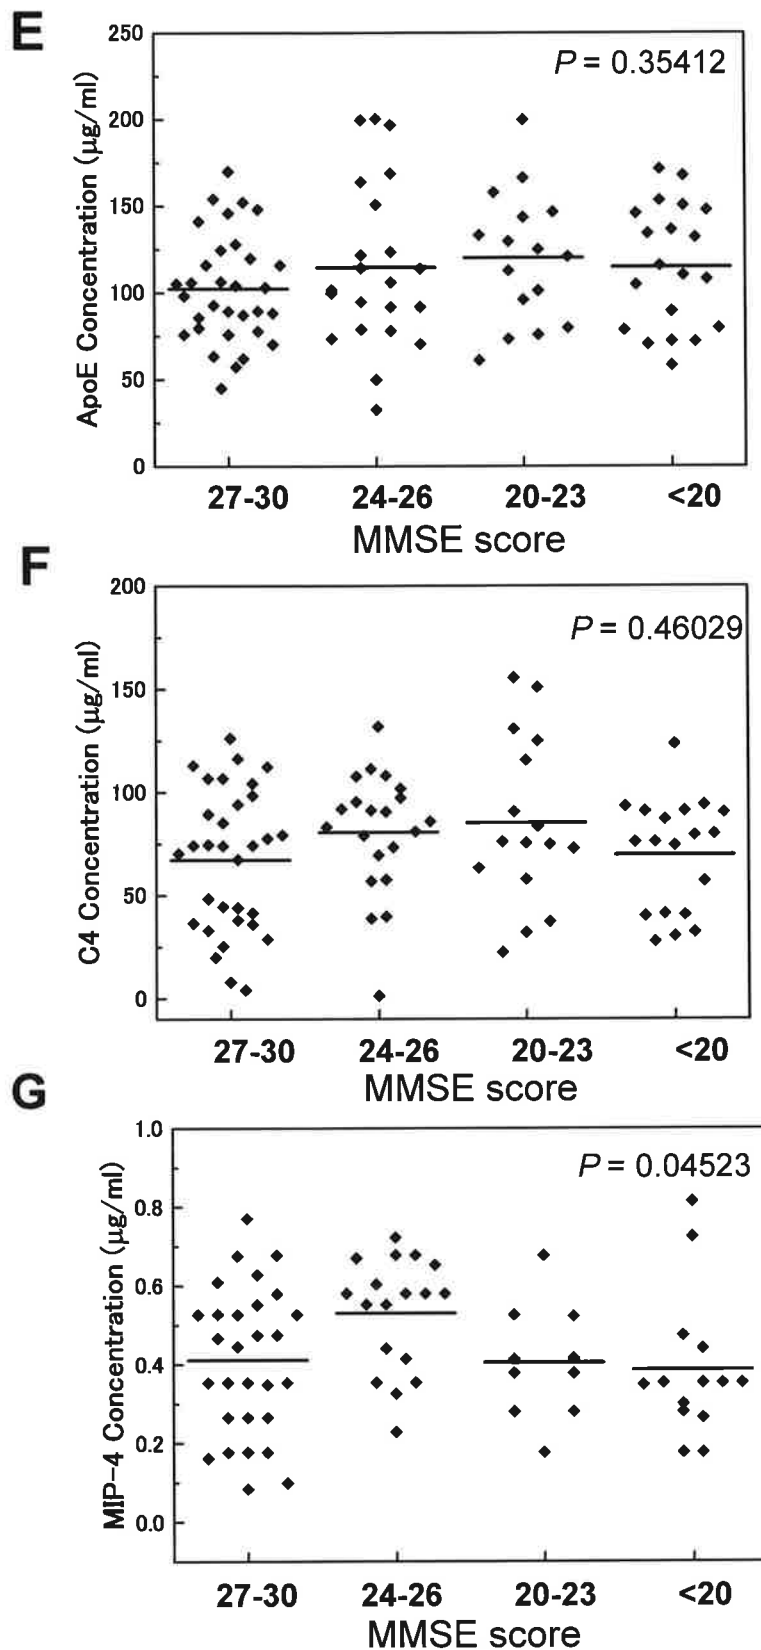 E
250
200
150
100
50
0
ApoE Concentration (μg/ml)
P = 0.35412
27-30 24-26 20-23 <20
MMSE score
F
200
150
100
50
0
C4 Concentration (μg/ml)
P = 0.46029
27-30 24-26 20-23 <20
MMSE score
G
1.0
0.8
0.6
0.4
0.2
0.0
MIP-4 Concentration (μg/ml)
P = 0.04523
27-30 24-26 20-23 <20
MMSE score